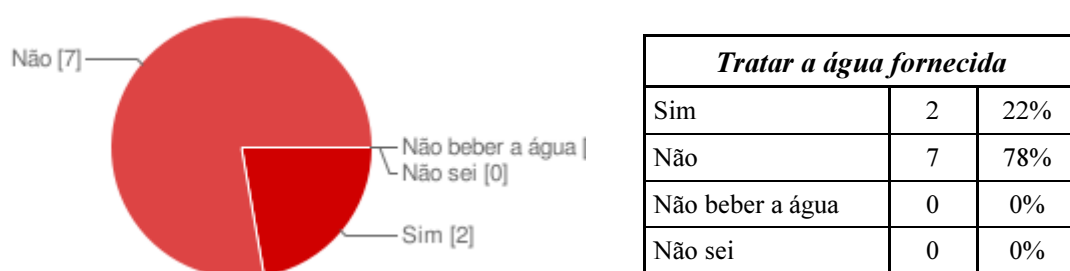 Não [7]
Não beber a água [
Não sei [0]
Sim [2]
Tratar a água fornecida
Sim 2 22%
Não 7 78%
Não beber a água 0 0%
Não sei 0 0%